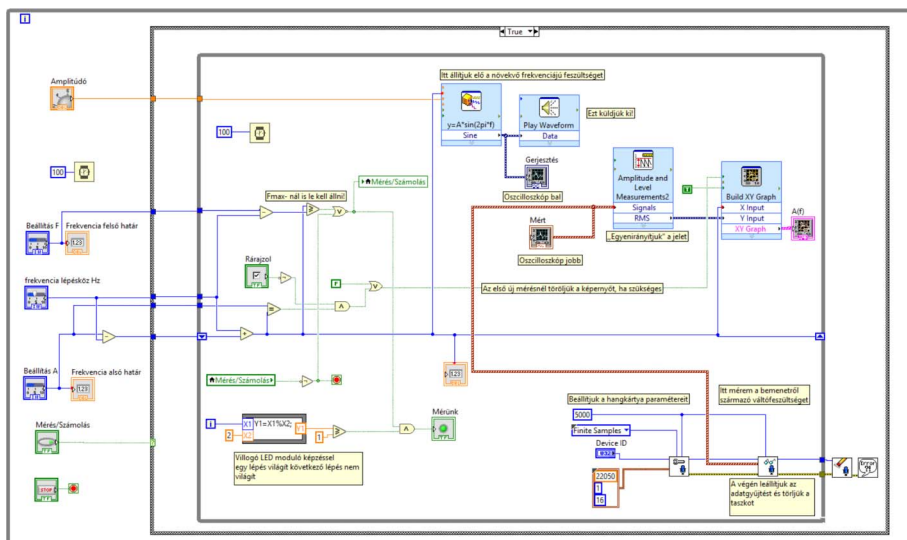 i
True
Amplitúdó
Itt állítjuk elő a növekvő frekvenciájú feszültséget
y=A*sin(2pi*f)
Sine
Play Waveform
Data
Ezt küldjük ki!
100
100
Gerjesztés
Oszcilloszkóp bal
Fmax- nál is le kell állni!
Mérés/Számolás
Amplitude and
Level
Measurements2
Signals
RMS
Build XY Graph
X Input
Y Input
XY Graph
A(f)
T
Beállítás F
Frekvencia felső határ
123
Mért
Oszcilloszkóp jobb
„Egyenirányítjuk" a jelet
Rárajzol
F
Az első új mérésnél töröljük a képernyőt, ha szükséges
frekvencia lépésköz Hz
Beállítás A
Frekvencia alsó határ
123
123
Mérés/Számolás
Mérés/Számolás
STOP
i
2
X1
X2
Y1=X1%X2;
Y1
1
Mérünk
Villogó LED moduló képzéssel
egy lépés világít következő lépés nem
világít
Beállítjuk a hangkártya paramétereit
Itt mérem a bemenetről
származó váltófeszültséget
5000
Finite Samples
Device ID
22050
1
16
A végén leállítjuk az
adatgyűjtést és törljük a
taszkot
Error
?!